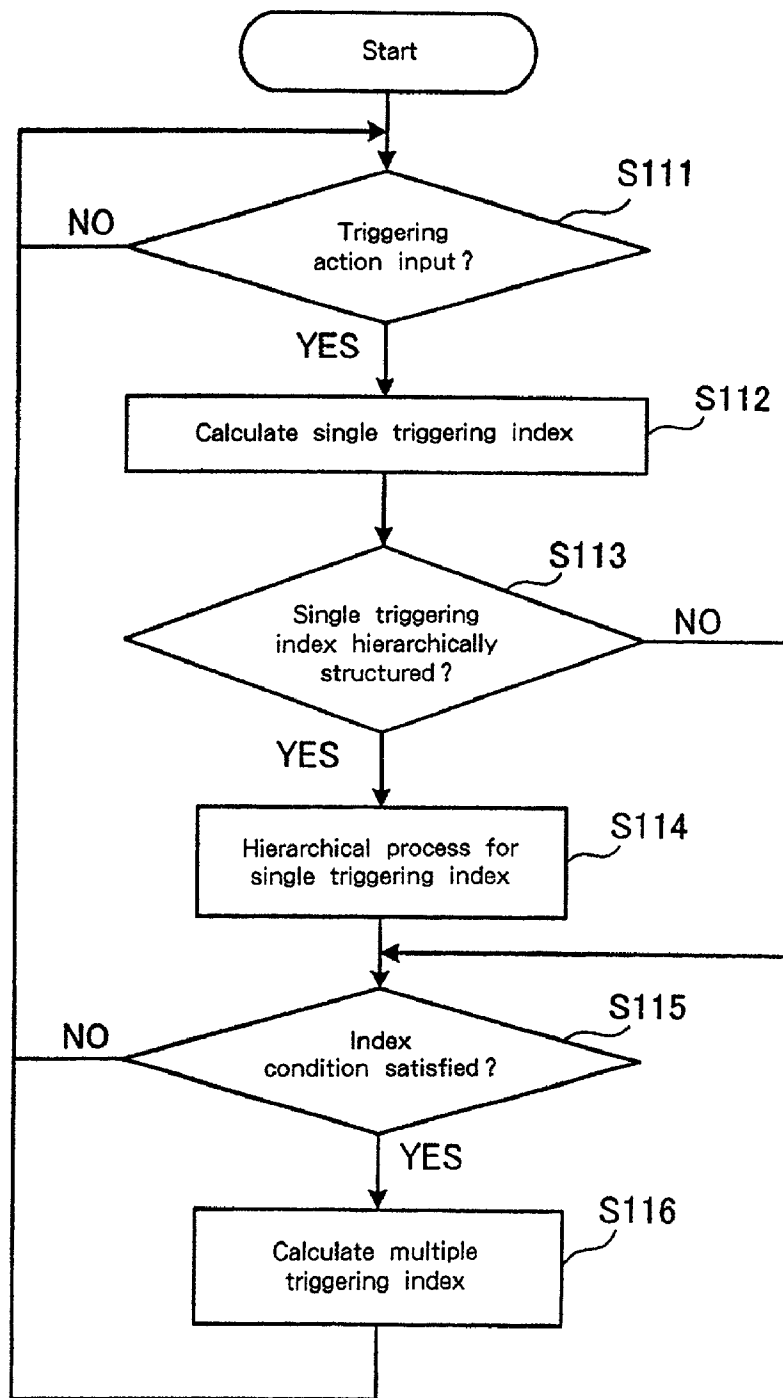 Start
S111
NO
Triggering
action input?
YES
S112
Calculate single triggering index
S113
Single triggering
index hierarchically
structured?
NO
YES
S114
Hierarchical process for
single triggering index
S115
NO
Index
condition satisfied?
YES
S116
Calculate multiple
triggering index